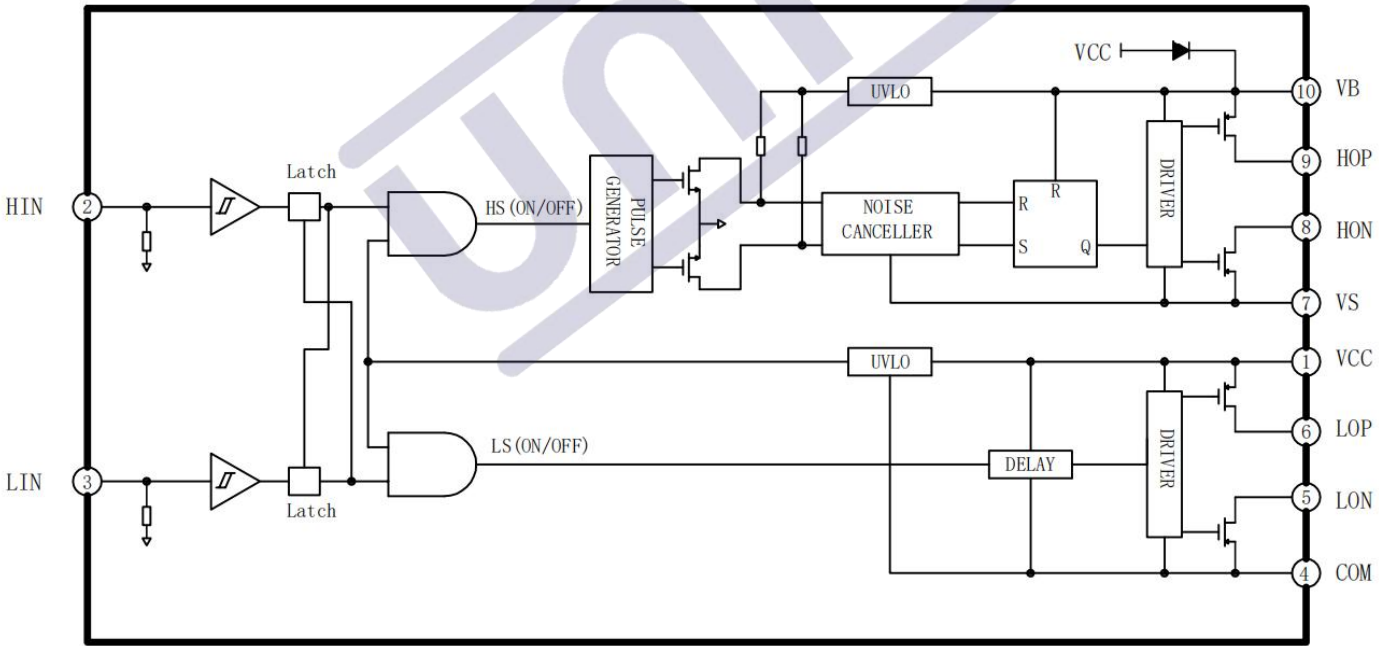 VCC
UVLO
10 VB
9 HOP
DRIVER
Latch
HIN 2
HS(ON/OFF)
PULSE
GENERATOR
NOISE
CANCELLER
R
R
S Q
8 HON
7 VS
UVLO
1 VCC
6 LOP
DRIVER
LS(ON/OFF)
DELAY
LIN 3
Latch
5 LON
4 COM
UNI